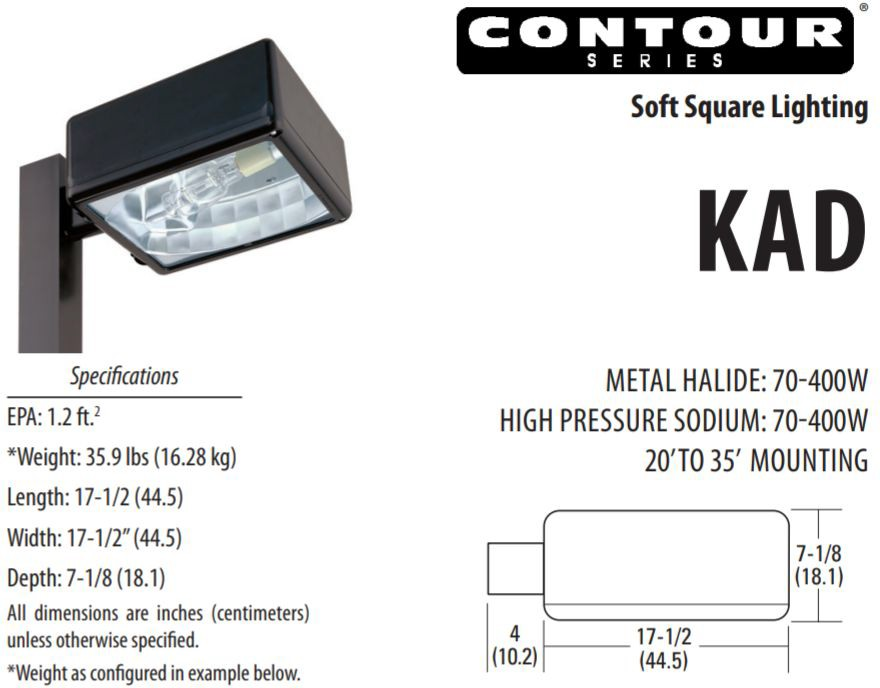 CONTOUR®
SERIES
Soft Square Lighting
KAD
Specifications
EPA: 1.2 ft.²
*Weight: 35.9 lbs (16.28 kg)
Length: 17-1/2 (44.5)
Width: 17-1/2” (44.5)
Depth: 7-1/8 (18.1)
All dimensions are inches (centimeters)
unless otherwise specified.
*Weight as configured in example below.
METAL HALIDE: 70-400W
HIGH PRESSURE SODIUM: 70-400W
20’ TO 35’ MOUNTING
7-1/8
(18.1)
4
(10.2)
17-1/2
(44.5)